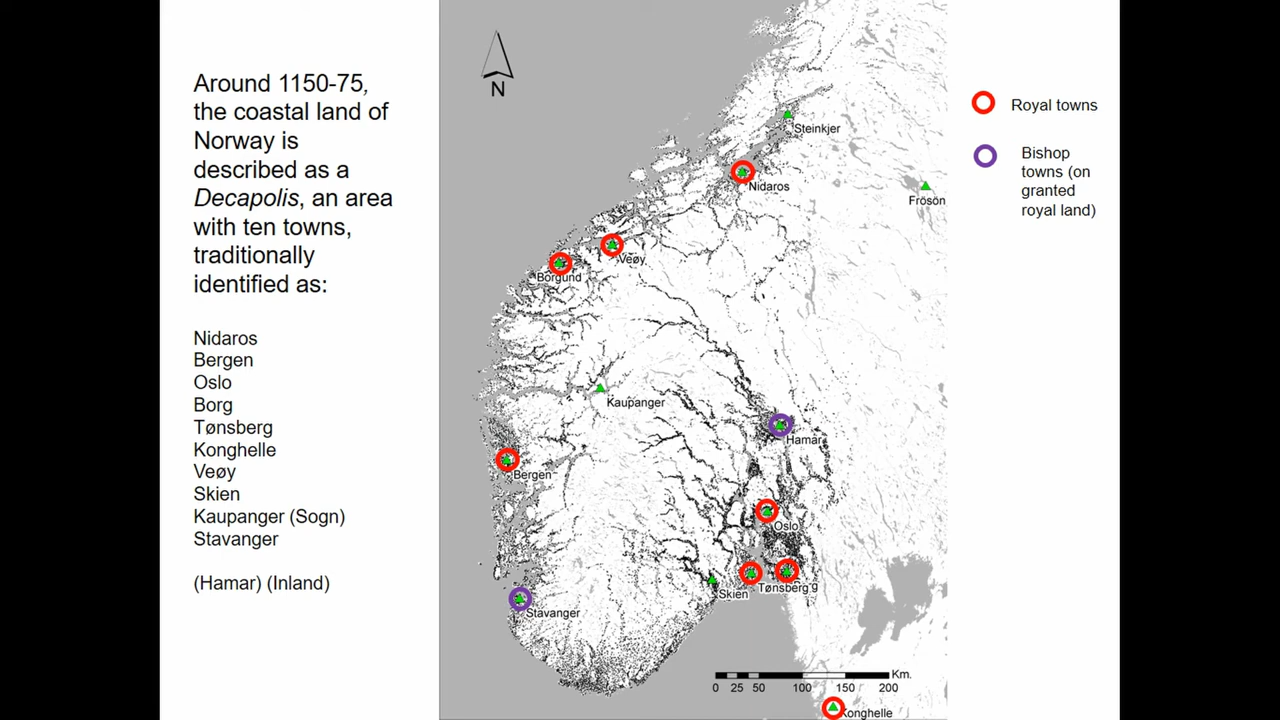 Around 1150-75,
the coastal land of
Norway is
described as a
Decapolis, an area
with ten towns,
traditionally
identified as:
Nidaros
Bergen
Oslo
Borg
Tønsberg
Konghelle
Veøy
Skien
Kaupanger (Sogn)
Stavanger
(Hamar) (Inland)
N
Steinkjer
Nidaros
Frösön
Veøy
Borgund
Kaupanger
Hamar
Bergen
Oslo
Skien
Tønsberg
Stavanger
Km.
0 25 50 100 150 200
Konghelle
Royal towns
Bishop
towns (on
granted
royal land)